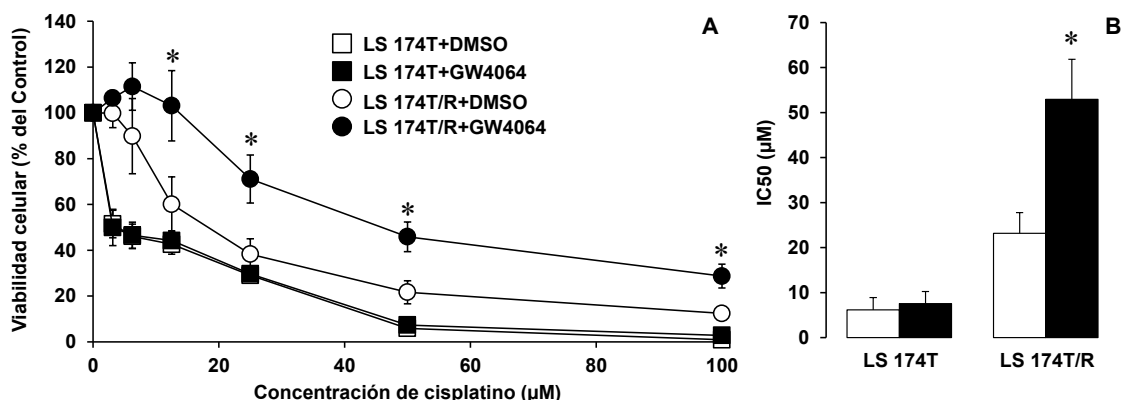 A
LS 174T+DMSO
LS 174T+GW4064
LS 174T/R+DMSO
LS 174T/R+GW4064
Viabilidad celular (% del Control)
140
120
100
80
60
40
20
0
*
*
*
*
0
20
40
60
80
100
Concentración de cisplatino (µM)
B
IC50 (µM)
70
60
50
40
30
20
10
0
*
LS 174T
LS 174T/R